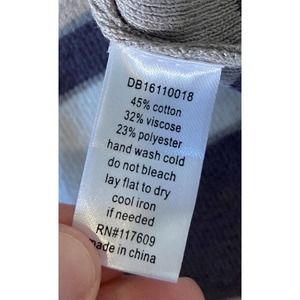 DB16110018
45% cotton
32% viscose
23% polyester
hand wash cold
do not bleach
lay flat to dry
cool iron
if needed
RN#117609
made in china